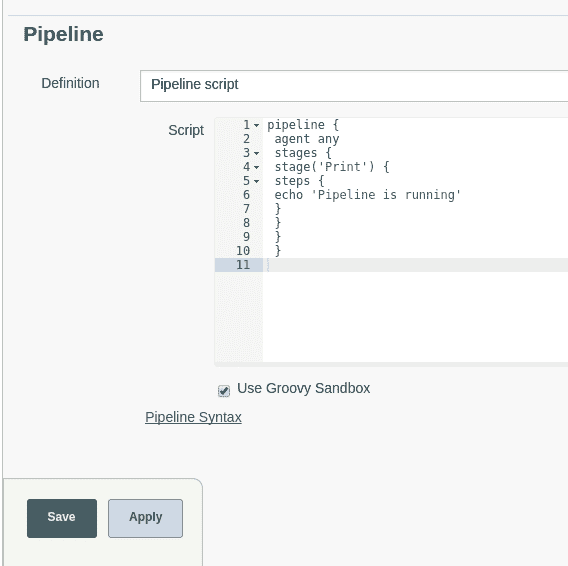 Pipeline
Definition
Pipeline script
Script
1 pipeline {
2 agent any
3 stages {
4 stage('Print') {
5 steps {
6 echo 'Pipeline is running'
7 }
8 }
9 }
10 }
11
Use Groovy Sandbox
Pipeline Syntax
Save Apply